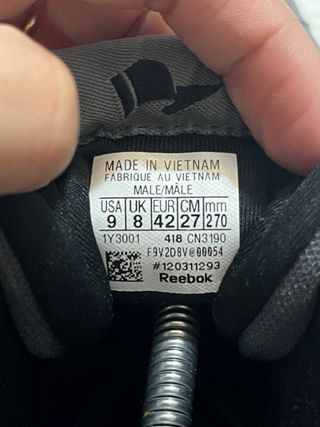 MADE IN VIETNAM
FABRIQUÉ AU VIETNAM
MALE/MÂLE
USA UK EUR CM mm
9 8 42 27 270
1Y3001 418 CN3190
F9V2D8V@00054
#120311293
Reebok